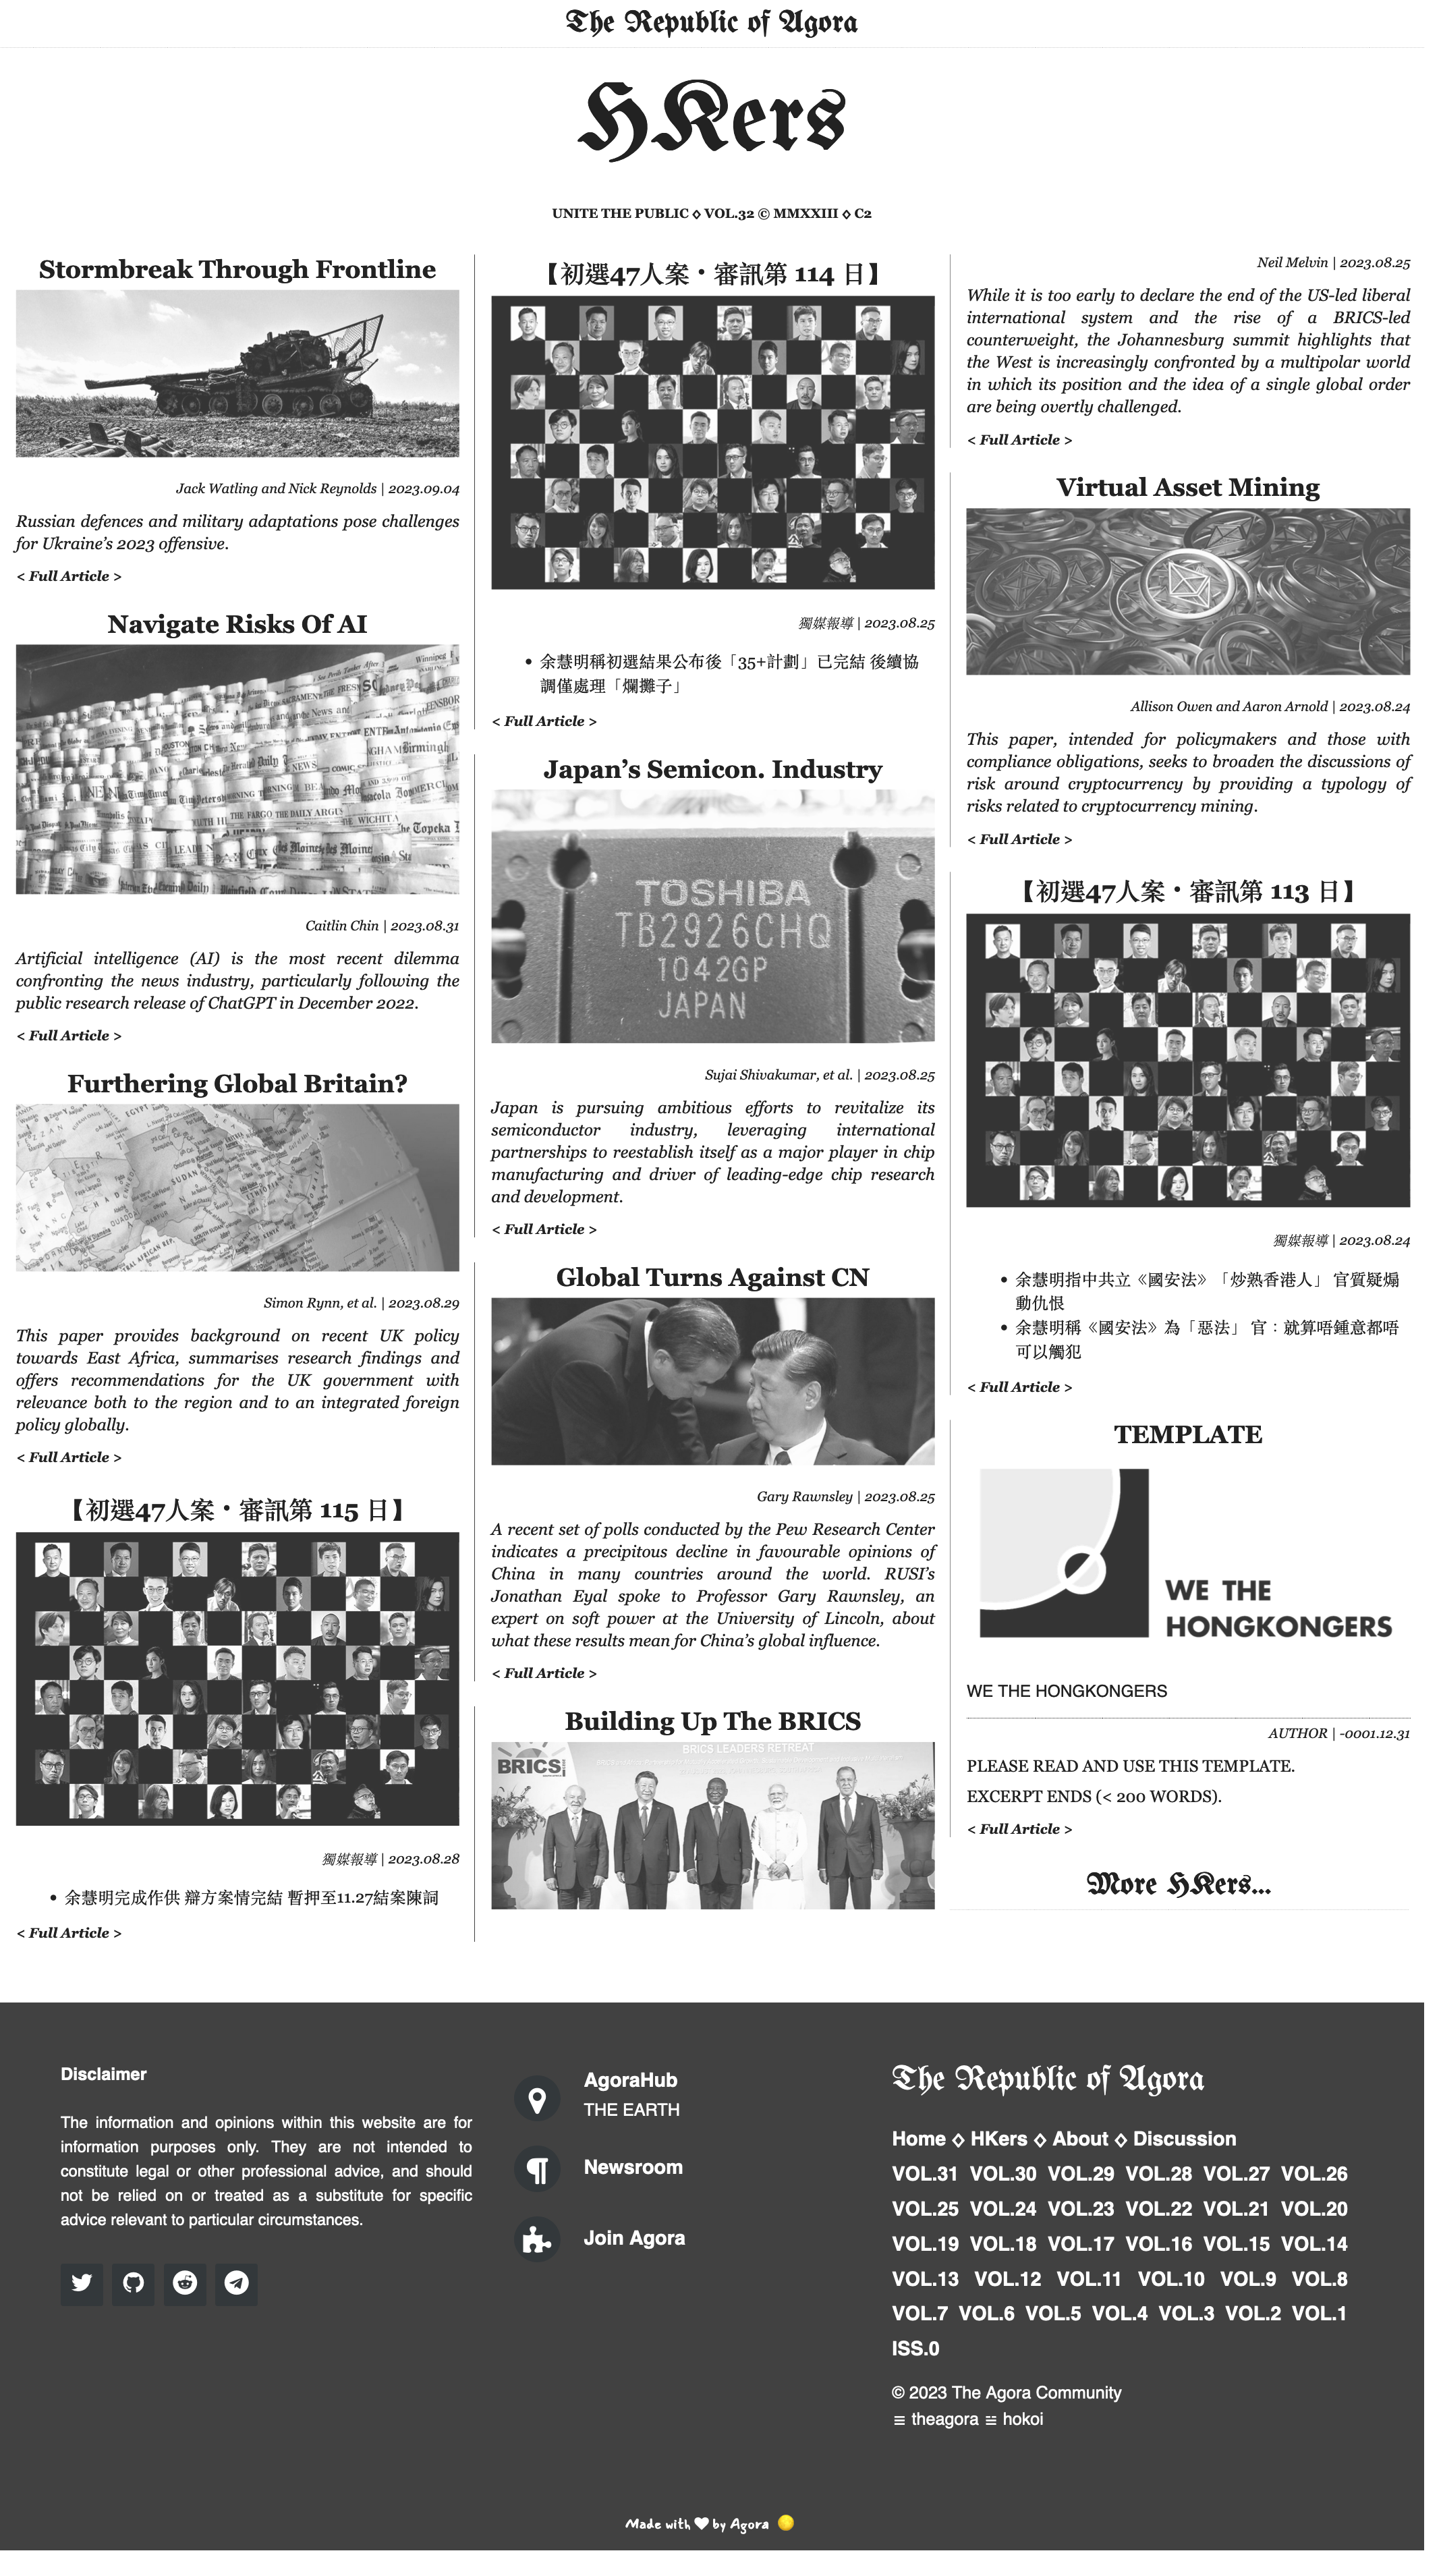 The Republic of Agora
HKers
UNITE THE PUBLIC ◊ VOL.32 © MMXXIII ◊ C2
Stormbreak Through Frontline
Jack Watling and Nick Reynolds | 2023.09.04
Russian defences and military adaptations pose challenges
for Ukraine’s 2023 offensive.
< Full Article >
Navigate Risks Of AI
Caitlin Chin | 2023.08.31
Artificial intelligence (AI) is the most recent dilemma
confronting the news industry, particularly following the
public research release of ChatGPT in December 2022.
< Full Article >
Furthering Global Britain?
Simon Rynn, et al. | 2023.08.29
This paper provides background on recent UK policy
towards East Africa, summarises research findings and
offers recommendations for the UK government with
relevance both to the region and to an integrated foreign
policy globally.
< Full Article >
【初選47人案・審訊第 115 日】
獨媒報導 | 2023.08.28
• 余慧明完成作供 辯方案情完結 暫押至11.27結案陳詞
< Full Article >
【初選47人案・審訊第 114 日】
獨媒報導 | 2023.08.25
• 余慧明稱初選結果公布後「35+計劃」已完結 後續協
調僅處理「爛攤子」
< Full Article >
Japan’s Semicon. Industry
TOSHIBA
TB2926CHQ
1042GP
JAPAN
Sujai Shivakumar, et al. | 2023.08.25
Japan is pursuing ambitious efforts to revitalize its
semiconductor industry, leveraging international
partnerships to reestablish itself as a major player in chip
manufacturing and driver of leading-edge chip research
and development.
< Full Article >
Global Turns Against CN
Gary Rawnsley | 2023.08.25
A recent set of polls conducted by the Pew Research Center
indicates a precipitous decline in favourable opinions of
China in many countries around the world. RUSI’s
Jonathan Eyal spoke to Professor Gary Rawnsley, an
expert on soft power at the University of Lincoln, about
what these results mean for China’s global influence.
< Full Article >
Building Up The BRICS
BRICS LEADERS RETREAT
BRICS
Neil Melvin | 2023.08.25
While it is too early to declare the end of the US-led liberal
international system and the rise of a BRICS-led
counterweight, the Johannesburg summit highlights that
the West is increasingly confronted by a multipolar world
in which its position and the idea of a single global order
are being overtly challenged.
< Full Article >
Virtual Asset Mining
Allison Owen and Aaron Arnold | 2023.08.24
This paper, intended for policymakers and those with
compliance obligations, seeks to broaden the discussions of
risk around cryptocurrency by providing a typology of
risks related to cryptocurrency mining.
< Full Article >
【初選47人案・審訊第 113 日】
獨媒報導 | 2023.08.24
• 余慧明指中共立《國安法》「炒熟香港人」 官質疑煽
動仇恨
• 余慧明稱《國安法》為「惡法」 官：就算唔鍾意都唔
可以觸犯
< Full Article >
TEMPLATE
WE THE
HONGKONGERS
WE THE HONGKONGERS
AUTHOR | -0001.12.31
PLEASE READ AND USE THIS TEMPLATE.
EXCERPT ENDS (< 200 WORDS).
< Full Article >
More HKers...
Disclaimer
The information and opinions within this website are for
information purposes only. They are not intended to
constitute legal or other professional advice, and should
not be relied on or treated as a substitute for specific
advice relevant to particular circumstances.
AgoraHub
THE EARTH
Newsroom
Join Agora
The Republic of Agora
Home ◊ HKers ◊ About ◊ Discussion
VOL.31 VOL.30 VOL.29 VOL.28 VOL.27 VOL.26
VOL.25 VOL.24 VOL.23 VOL.22 VOL.21 VOL.20
VOL.19 VOL.18 VOL.17 VOL.16 VOL.15 VOL.14
VOL.13 VOL.12 VOL.11 VOL.10 VOL.9 VOL.8
VOL.7 VOL.6 VOL.5 VOL.4 VOL.3 VOL.2 VOL.1
ISS.0
© 2023 The Agora Community
≡ theagora ☱ hokoi
Made with ♥ by Agora